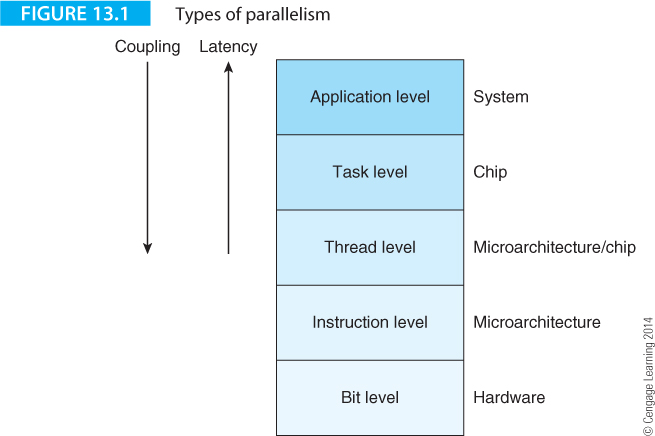 FIGURE 13.1 Types of parallelism
Coupling Latency
Application level System
Task level Chip
Thread level Microarchitecture/chip
Instruction level Microarchitecture
Bit level Hardware
© Cengage Learning 2014